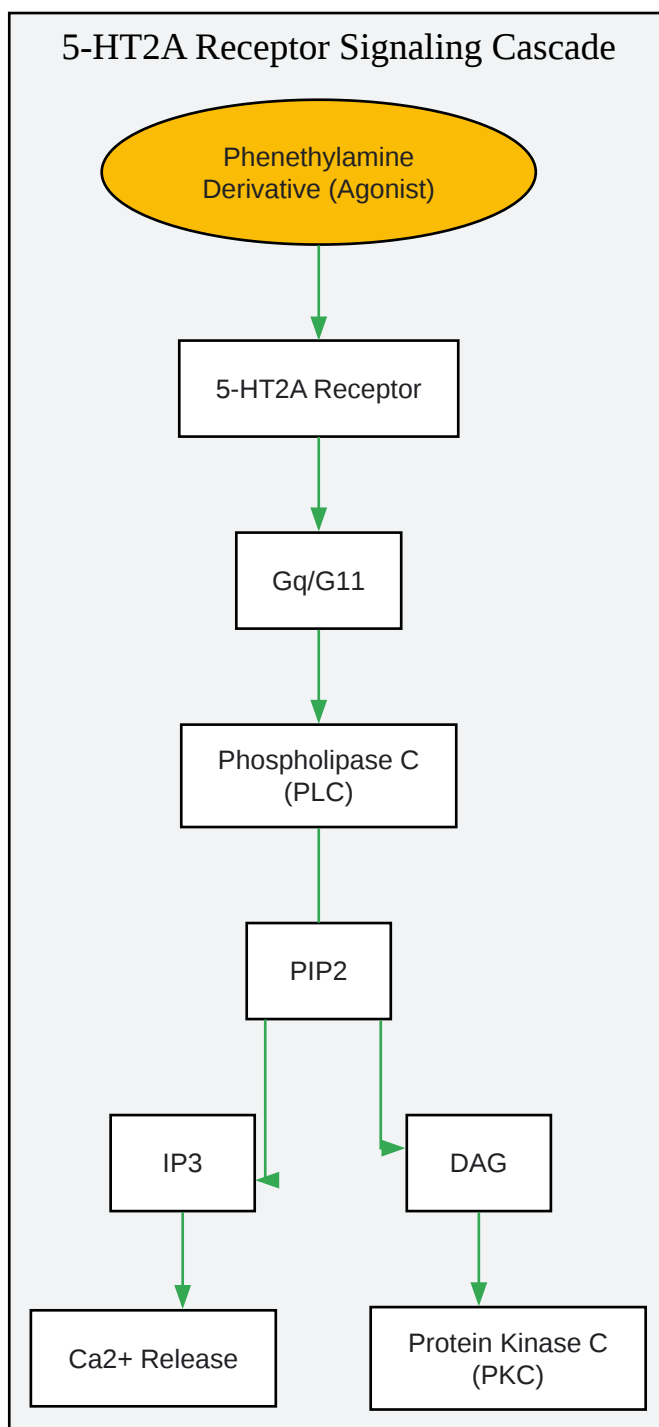 5-HT2A Receptor Signaling Cascade
Phenethylamine
Derivative (Agonist)
5-HT2A Receptor
Gq/G11
Phospholipase C
(PLC)
PIP2
IP3
DAG
Ca2+ Release
Protein Kinase C
(PKC)